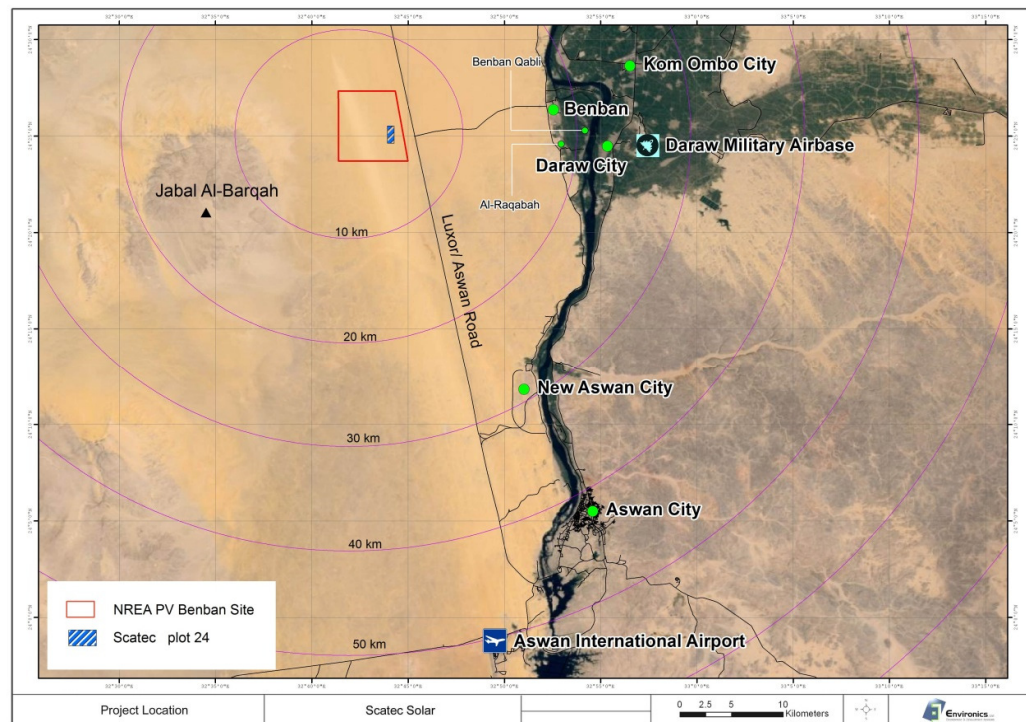 Kom Ombo City
Benban Qabli
Benban
Daraw Military Airbase
Daraw City
Al-Raqabah
Jabal Al-Barqah
10 km
Luxor/ Aswan Road
20 km
New Aswan City
30 km
Aswan City
40 km
50 km
Aswan International Airport
NREA PV Benban Site
Scatec plot 24
Project Location
Scatec Solar
0 2.5 5 10
Kilometers
Environics